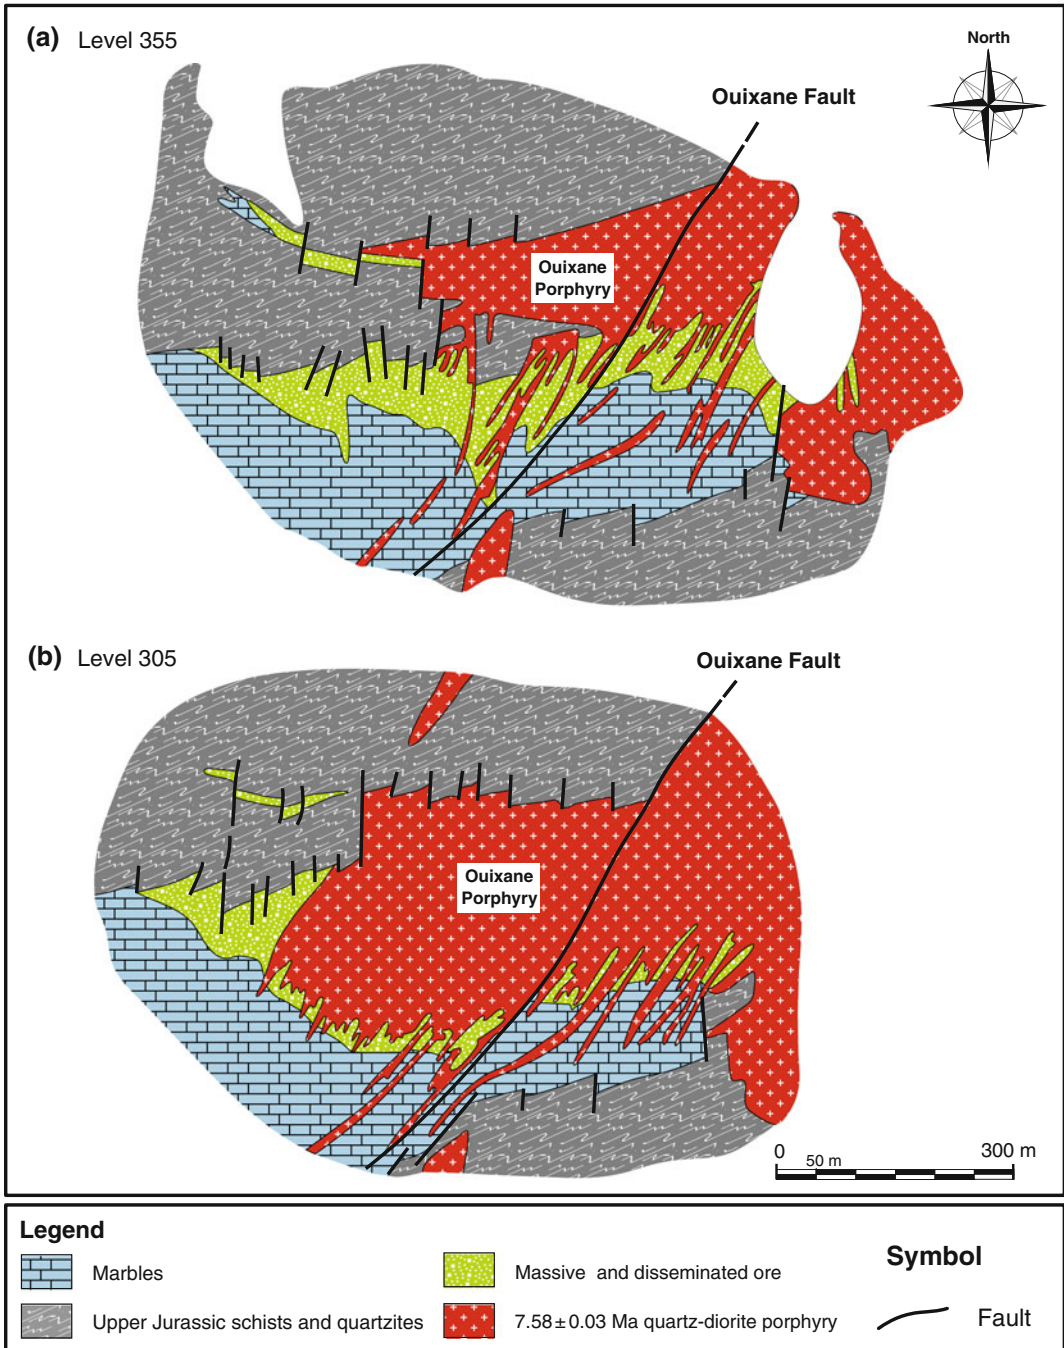 (a) Level 355
North
Ouixane Fault
Ouixane
Porphyry
(b) Level 305
Ouixane Fault
Ouixane
Porphyry
0 50 m 300 m
Legend
Marbles
Massive and disseminated ore
Upper Jurassic schists and quartzites
7.58±0.03 Ma quartz-diorite porphyry
Symbol
Fault